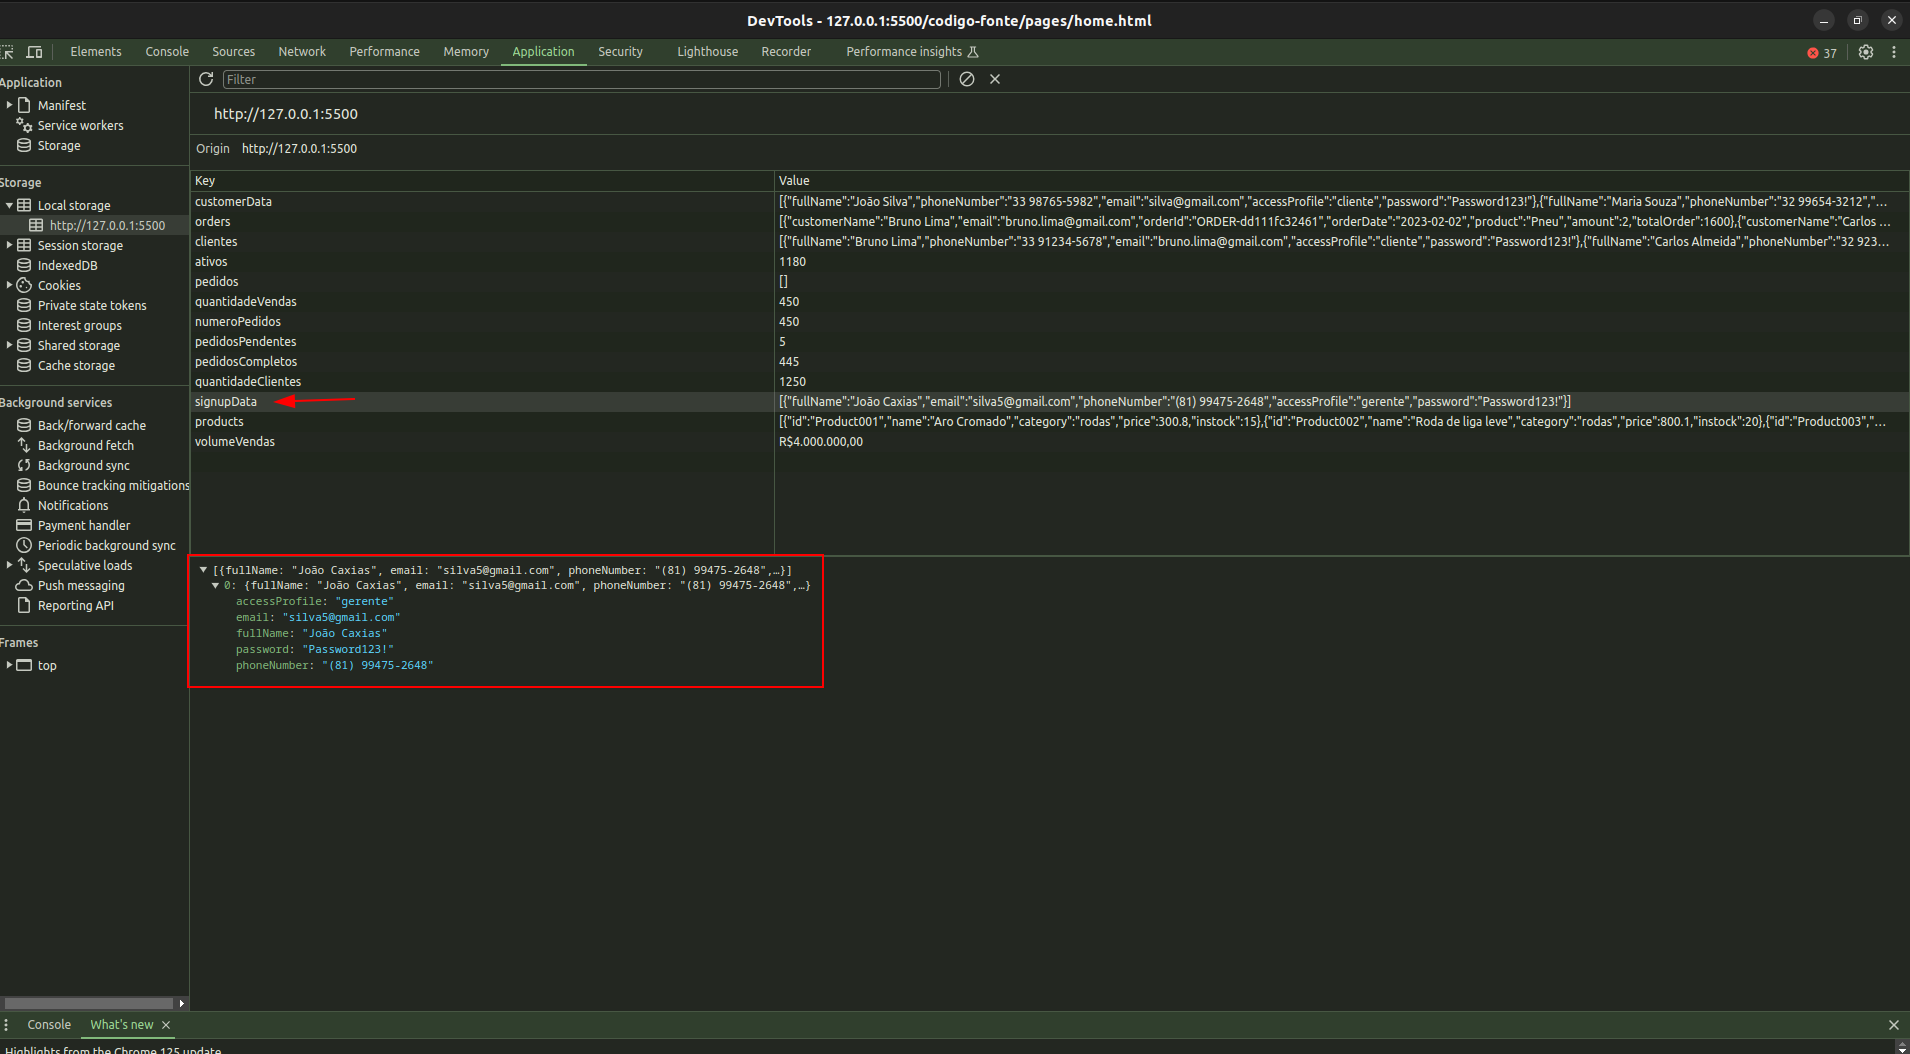 DevTools - 127.0.0.1:5500/codigo-fonte/pages/home.html
Elements Console Sources Network Performance Memory Application Security Lighthouse Recorder Performance insights 37
Filter
Application
Manifest
Service workers
Storage
Storage
Local storage
http://127.0.0.1:5500
Session storage
IndexedDB
Cookies
Private state tokens
Interest groups
Shared storage
Cache storage
Background services
Back/forward cache
Background fetch
Background sync
Bounce tracking mitigations
Notifications
Payment handler
Periodic background sync
Speculative loads
Push messaging
Reporting API
Frames
top
http://127.0.0.1:5500
Origin http://127.0.0.1:5500
Key Value
customerData [{"fullName":"João Silva","phoneNumber":"33 98765-5982","email":"silva@gmail.com","accessProfile":"cliente","password":"Password123!"},{"fullName":"Maria Souza","phoneNumber":"32 99654-3212","…
orders [{"customerName":"Bruno Lima","email":"bruno.lima@gmail.com","orderId":"ORDER-dd111fc32461","orderDate":"2023-02-02","product":"Pneu","amount":2,"totalOrder":1600},{"customerName":"Carlos …
clientes [{"fullName":"Bruno Lima","phoneNumber":"33 91234-5678","email":"bruno.lima@gmail.com","accessProfile":"cliente","password":"Password123!"},{"fullName":"Carlos Almeida","phoneNumber":"32 923…
ativos 1180
pedidos []
quantidadeVendas 450
numeroPedidos 450
pedidosPendentes 5
pedidosCompletos 445
quantidadeClientes 1250
signupData [{"fullName":"João Caxias","email":"silva5@gmail.com","phoneNumber":"(81) 99475-2648","accessProfile":"gerente","password":"Password123!"}]
products [{"id":"Product001","name":"Aro Cromado","category":"rodas","price":300.8,"instock":15},{"id":"Product002","name":"Roda de liga leve","category":"rodas","price":800.1,"instock":20},{"id":"Product003","…
volumeVendas R$4.000.000,00
[{fullName: "João Caxias", email: "silva5@gmail.com", phoneNumber: "(81) 99475-2648",…}]
0: {fullName: "João Caxias", email: "silva5@gmail.com", phoneNumber: "(81) 99475-2648",…}
accessProfile: "gerente"
email: "silva5@gmail.com"
fullName: "João Caxias"
password: "Password123!"
phoneNumber: "(81) 99475-2648"
Console What's new
Highlights from the Chrome 125 update